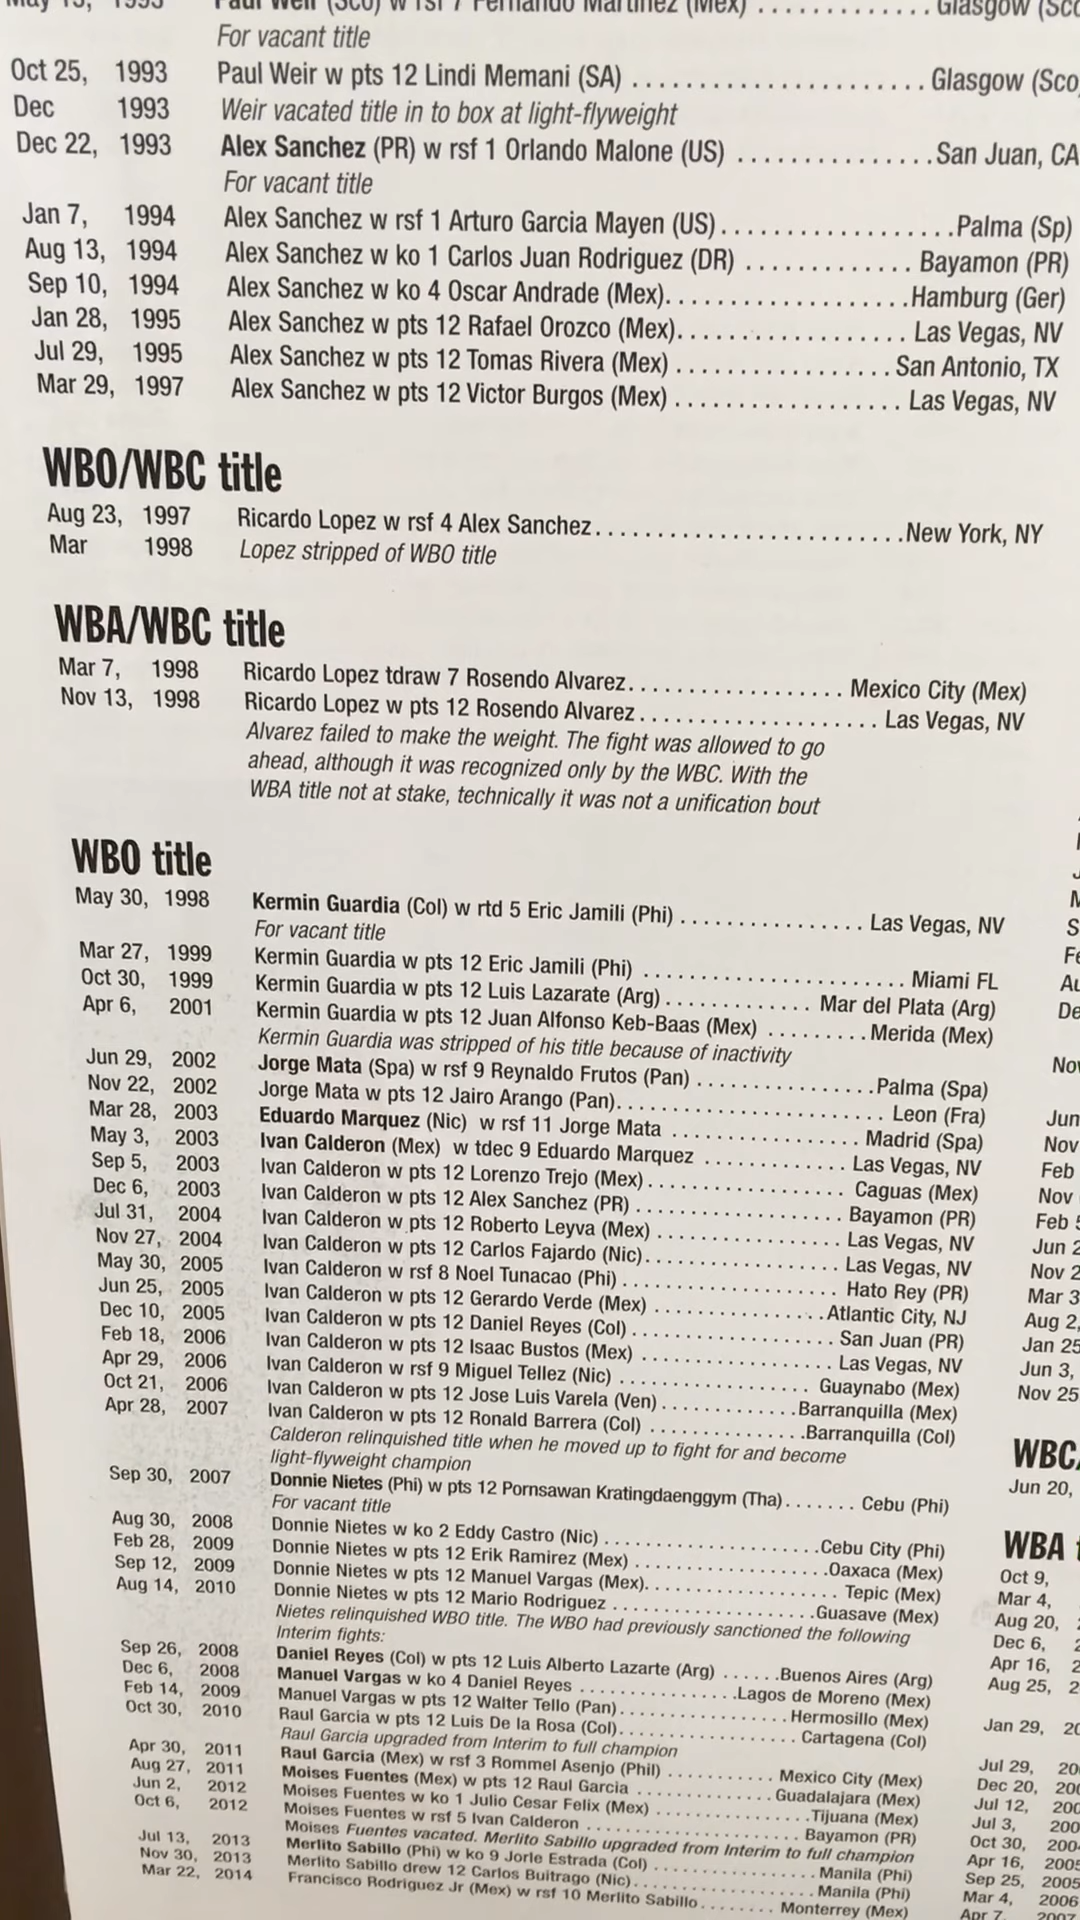 For vacant title
Oct 25, 1993 Paul Weir w pts 12 Lindi Memani (SA) Glasgow (Sco
Dec 1993 Weir vacated title in to box at light-flyweight
Dec 22, 1993 Alex Sanchez (PR) w rsf 1 Orlando Malone (US) San Juan, CA
For vacant title
Jan 7, 1994 Alex Sanchez w rsf 1 Arturo Garcia Mayen (US) Palma (Sp)
Aug 13, 1994 Alex Sanchez w ko 1 Carlos Juan Rodriguez (DR) Bayamon (PR)
Sep 10, 1994 Alex Sanchez w ko 4 Oscar Andrade (Mex) Hamburg (Ger)
Jan 28, 1995 Alex Sanchez w pts 12 Rafael Orozco (Mex) Las Vegas, NV
Jul 29, 1995 Alex Sanchez w pts 12 Tomas Rivera (Mex) San Antonio, TX
Mar 29, 1997 Alex Sanchez w pts 12 Victor Burgos (Mex) Las Vegas, NV
WBO/WBC title
Aug 23, 1997 Ricardo Lopez w rsf 4 Alex Sanchez New York, NY
Mar 1998 Lopez stripped of WBO title
WBA/WBC title
Mar 7, 1998 Ricardo Lopez tdraw 7 Rosendo Alvarez Mexico City (Mex)
Nov 13, 1998 Ricardo Lopez w pts 12 Rosendo Alvarez Las Vegas, NV
Alvarez failed to make the weight. The fight was allowed to go
ahead, although it was recognized only by the WBC. With the
WBA title not at stake, technically it was not a unification bout
WBO title
May 30, 1998 Kermin Guardia (Col) w rtd 5 Eric Jamili (Phi) Las Vegas, NV
For vacant title
Mar 27, 1999 Kermin Guardia w pts 12 Eric Jamili (Phi) Miami FL
Oct 30, 1999 Kermin Guardia w pts 12 Luis Lazarate (Arg) Mar del Plata (Arg)
Apr 6, 2001 Kermin Guardia w pts 12 Juan Alfonso Keb-Baas (Mex) Merida (Mex)
Kermin Guardia was stripped of his title because of inactivity
Jun 29, 2002 Jorge Mata (Spa) w rsf 9 Reynaldo Frutos (Pan) Palma (Spa)
Nov 22, 2002 Jorge Mata w pts 12 Jairo Arango (Pan) Leon (Fra)
Mar 28, 2003 Eduardo Marquez (Nic) w rsf 11 Jorge Mata Madrid (Spa)
May 3, 2003 Ivan Calderon (Mex) w tdec 9 Eduardo Marquez Las Vegas, NV
Sep 5, 2003 Ivan Calderon w pts 12 Lorenzo Trejo (Mex) Caguas (Mex)
Dec 6, 2003 Ivan Calderon w pts 12 Alex Sanchez (PR) Bayamon (PR)
Jul 31, 2004 Ivan Calderon w pts 12 Roberto Leyva (Mex) Las Vegas, NV
Nov 27, 2004 Ivan Calderon w pts 12 Carlos Fajardo (Nic) Las Vegas, NV
May 30, 2005 Ivan Calderon w rsf 8 Noel Tunacao (Phi) Hato Rey (PR)
Jun 25, 2005 Ivan Calderon w pts 12 Gerardo Verde (Mex) Atlantic City, NJ
Dec 10, 2005 Ivan Calderon w pts 12 Daniel Reyes (Col) San Juan (PR)
Feb 18, 2006 Ivan Calderon w pts 12 Isaac Bustos (Mex) Las Vegas, NV
Apr 29, 2006 Ivan Calderon w rsf 9 Miguel Tellez (Nic) Guaynabo (Mex)
Oct 21, 2006 Ivan Calderon w pts 12 Jose Luis Varela (Ven) Barranquilla (Mex)
Apr 28, 2007 Ivan Calderon w pts 12 Ronald Barrera (Col) Barranquilla (Col)
Calderon relinquished title when he moved up to fight for and become
light-flyweight champion
Sep 30, 2007 Donnie Nietes (Phi) w pts 12 Pornsawan Kratingdaenggym (Tha) Cebu (Phi)
For vacant title
Aug 30, 2008 Donnie Nietes w ko 2 Eddy Castro (Nic) Cebu City (Phi)
Feb 28, 2009 Donnie Nietes w pts 12 Erik Ramirez (Mex) Oaxaca (Mex)
Sep 12, 2009 Donnie Nietes w pts 12 Manuel Vargas (Mex) Tepic (Mex)
Aug 14, 2010 Donnie Nietes w pts 12 Mario Rodriguez Guasave (Mex)
Nietes relinquished WBO title. The WBO had previously sanctioned the following
Interim fights:
Sep 26, 2008 Daniel Reyes (Col) w pts 12 Luis Alberto Lazarte (Arg) Buenos Aires (Arg)
Dec 6, 2008 Manuel Vargas w ko 4 Daniel Reyes Lagos de Moreno (Mex)
Feb 14, 2009 Manuel Vargas w pts 12 Walter Tello (Pan) Hermosillo (Mex)
Oct 30, 2010 Raul Garcia w pts 12 Luis De la Rosa (Col) Cartagena (Col)
Raul Garcia upgraded from Interim to full champion
Apr 30, 2011 Raul Garcia (Mex) w rsf 3 Rommel Asenjo (Phil) Mexico City (Mex)
Aug 27, 2011 Moises Fuentes (Mex) w pts 12 Raul Garcia Guadalajara (Mex)
Jun 2, 2012 Moises Fuentes w ko 1 Julio Cesar Felix (Mex) Tijuana (Mex)
Oct 6, 2012 Moises Fuentes w rsf 5 Ivan Calderon Bayamon (PR)
Moises Fuentes vacated. Merlito Sabillo upgraded from Interim to full champion
Jul 13, 2013 Merlito Sabillo (Phi) w ko 9 Jorle Estrada (Col) Manila (Phi)
Nov 30, 2013 Merlito Sabillo drew 12 Carlos Buitrago (Nic) Manila (Phi)
Mar 22, 2014 Francisco Rodriguez Jr (Mex) w rsf 10 Merlito Sabillo Monterrey (Mex)
WBC/
Jun 20,
WBA
Oct 9,
Mar 4,
Aug 20,
Dec 6,
Apr 16,
Aug 25,
Jan 29,
Jul 29,
Dec 20,
Jul 12,
Jul 3,
Oct 30,
Apr 16,
Sep 25, 2005
Mar 4, 2006